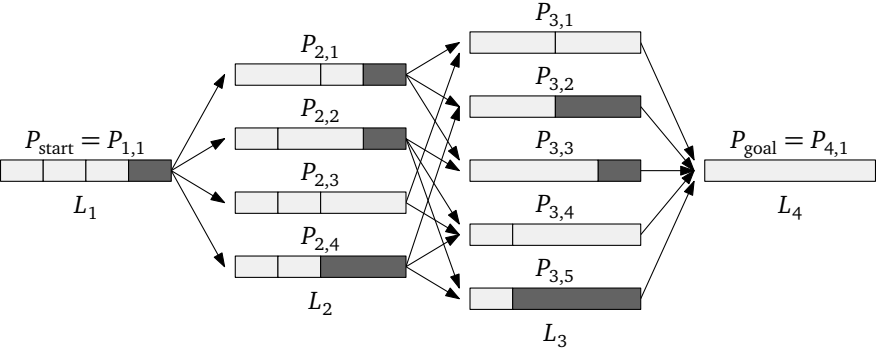 P_start = P_1,1
L_1
P_2,1
P_2,2
P_2,3
P_2,4
L_2
P_3,1
P_3,2
P_3,3
P_3,4
P_3,5
L_3
P_goal = P_4,1
L_4